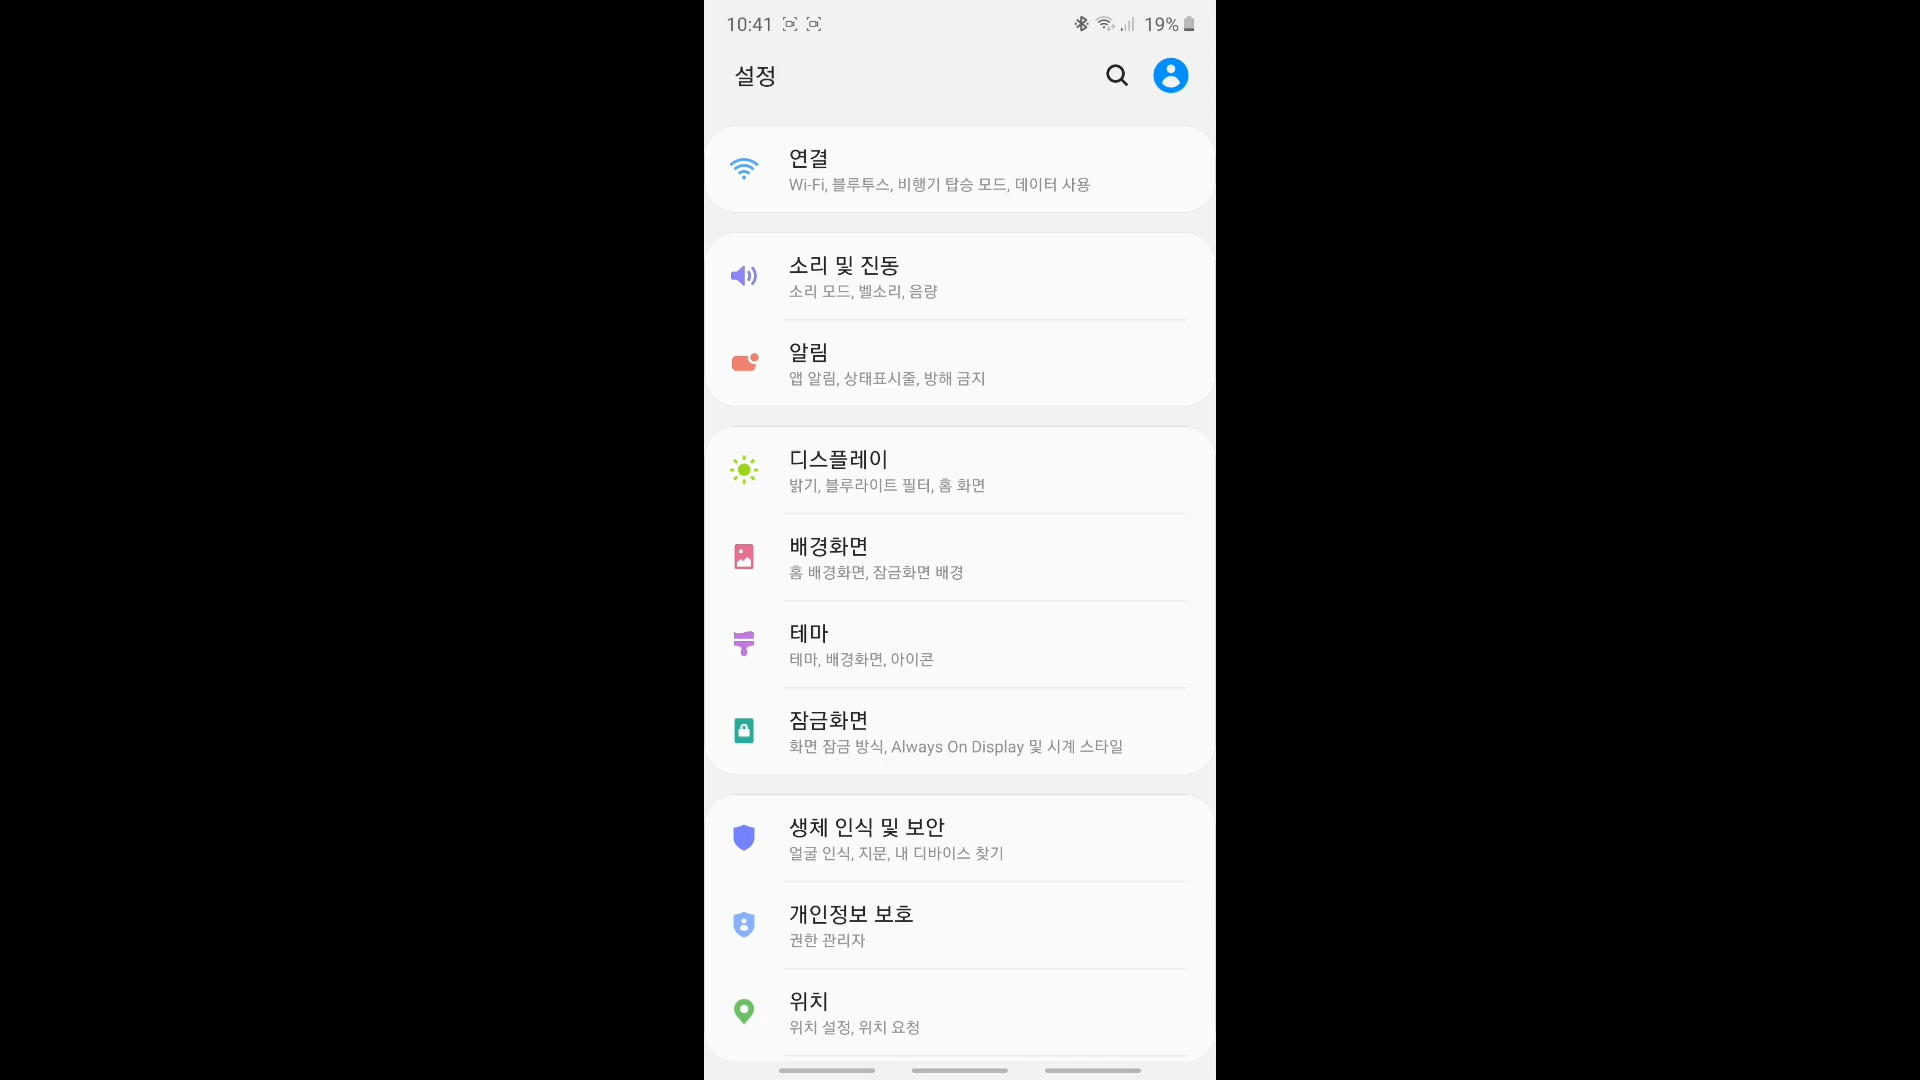 10:41 19%
설정
연결
Wi-Fi, 블루투스, 비행기 탑승 모드, 데이터 사용
소리 및 진동
소리 모드, 벨소리, 음량
알림
앱 알림, 상태표시줄, 방해 금지
디스플레이
밝기, 블루라이트 필터, 홈 화면
배경화면
홈 배경화면, 잠금화면 배경
테마
테마, 배경화면, 아이콘
잠금화면
화면 잠금 방식, Always On Display 및 시계 스타일
생체 인식 및 보안
얼굴 인식, 지문, 내 디바이스 찾기
개인정보 보호
권한 관리자
위치
위치 설정, 위치 요청